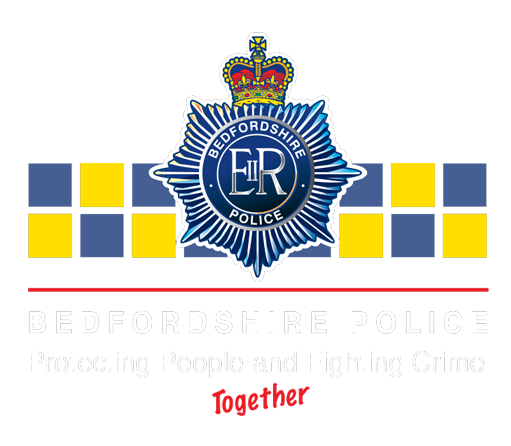 BEDFORDSHIRE
EIIR
POLICE
BEDFORDSHIRE POLICE
Protecting People and Fighting Crime
Together